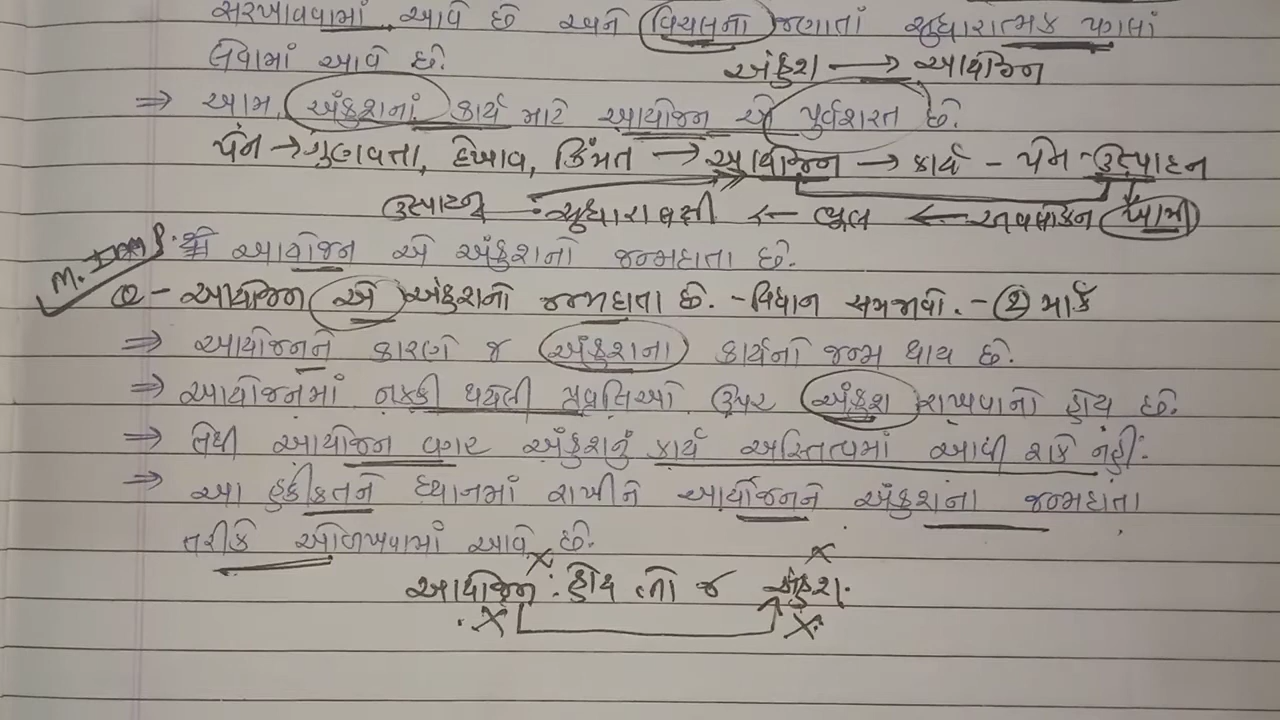 સરખાવવામાં આવે છે અને વિચલનો જણાતાં સુધારાત્મક પગલાં
લેવામાં આવે છે.
અંકુશ → આયોજન
⇒ આમ, અંકુશનાં કાર્ય માટે આયોજન એ પુર્વશરત છે.
પેન → ગુણવત્તા, દેખાવ, કિંમત → આયોજન → કાર્ય - પેન - ઉત્પાદન
ઉત્પાદન સુધારાલક્ષી ← ભૂલ ← અવલોકન ખામી
M. IMP. આયોજન એ અંકુશનો જન્મદાતા છે.
Q - આયોજન એ અંકુશનો જન્મદાતા છે. - વિધાન સમજાવો. - 2 માર્ક
⇒ આયોજનને કારણે જ અંકુશના કાર્યનો જન્મ થાય છે.
⇒ આયોજનમાં નક્કી થયેલી પ્રવૃત્તિઓ ઉપર અંકુશ રાખવાનો હોય છે.
⇒ તેથી આયોજન વગર અંકુશનું કાર્ય અસ્તિત્વમાં આવી શકે નહીં.
⇒ આ હકીકતને ધ્યાનમાં રાખીને આયોજનને અંકુશના જન્મદાતા
તરીકે ઓળખવામાં આવે છે.
આયોજન હોય તો જ અંકુશ.